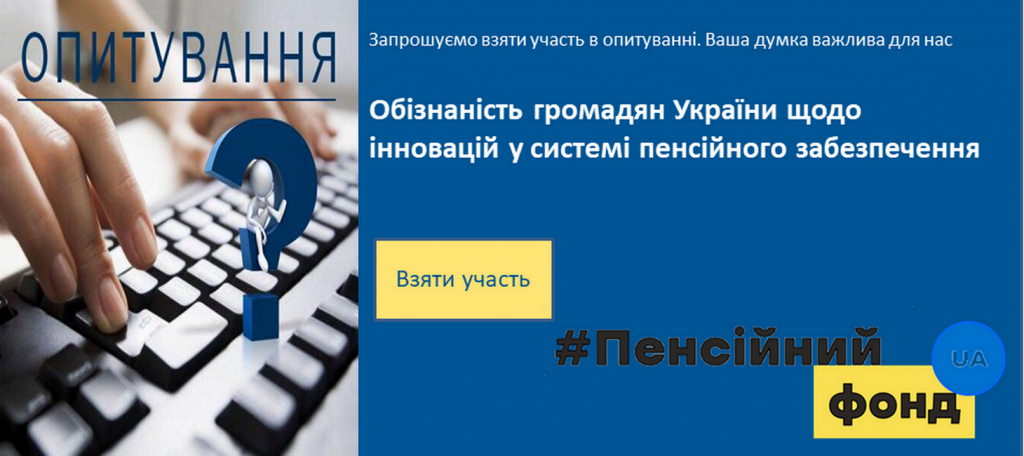 ОПИТУВАННЯ
Запрошуємо взяти участь в опитуванні. Ваша думка важлива для нас
Обізнаність громадян України щодо
інновацій у системі пенсійного забезпечення
Взяти участь
#Пенсійний
UA
фонд